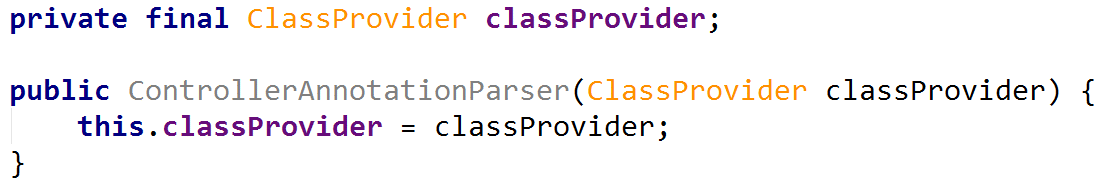 private final ClassProvider classProvider;
public ControllerAnnotationParser(ClassProvider classProvider) {
this.classProvider = classProvider;
}